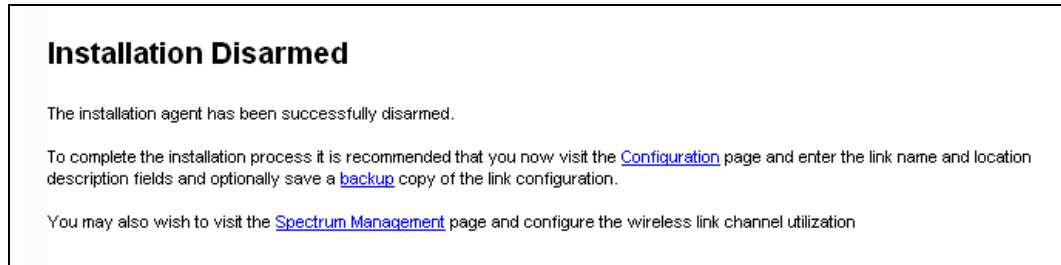 Installation Disarmed
The installation agent has been successfully disarmed.
To complete the installation process it is recommended that you now visit the Configuration page and enter the link name and location
description fields and optionally save a backup copy of the link configuration.
You may also wish to visit the Spectrum Management page and configure the wireless link channel utilization